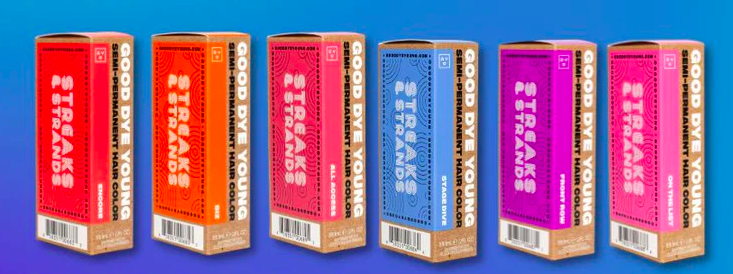 STREAKS
& STRANDS
ENCORE
GOOD DYE YOUNG
SEMI-PERMANENT HAIR COLOR
STREAKS
& STRANDS
GOOD DYE YOUNG
SEMI-PERMANENT HAIR COLOR
STREAKS
& STRANDS
ALL ACCESS
GOOD DYE YOUNG
SEMI-PERMANENT HAIR COLOR
STREAKS
& STRANDS
STAGE DIVE
GOOD DYE YOUNG
SEMI-PERMANENT HAIR COLOR
STREAKS
& STRANDS
FRONT ROW
GOOD DYE YOUNG
SEMI-PERMANENT HAIR COLOR
STREAKS
& STRANDS
ON THE LIST
GOOD DYE YOUNG
SEMI-PERMANENT HAIR COLOR